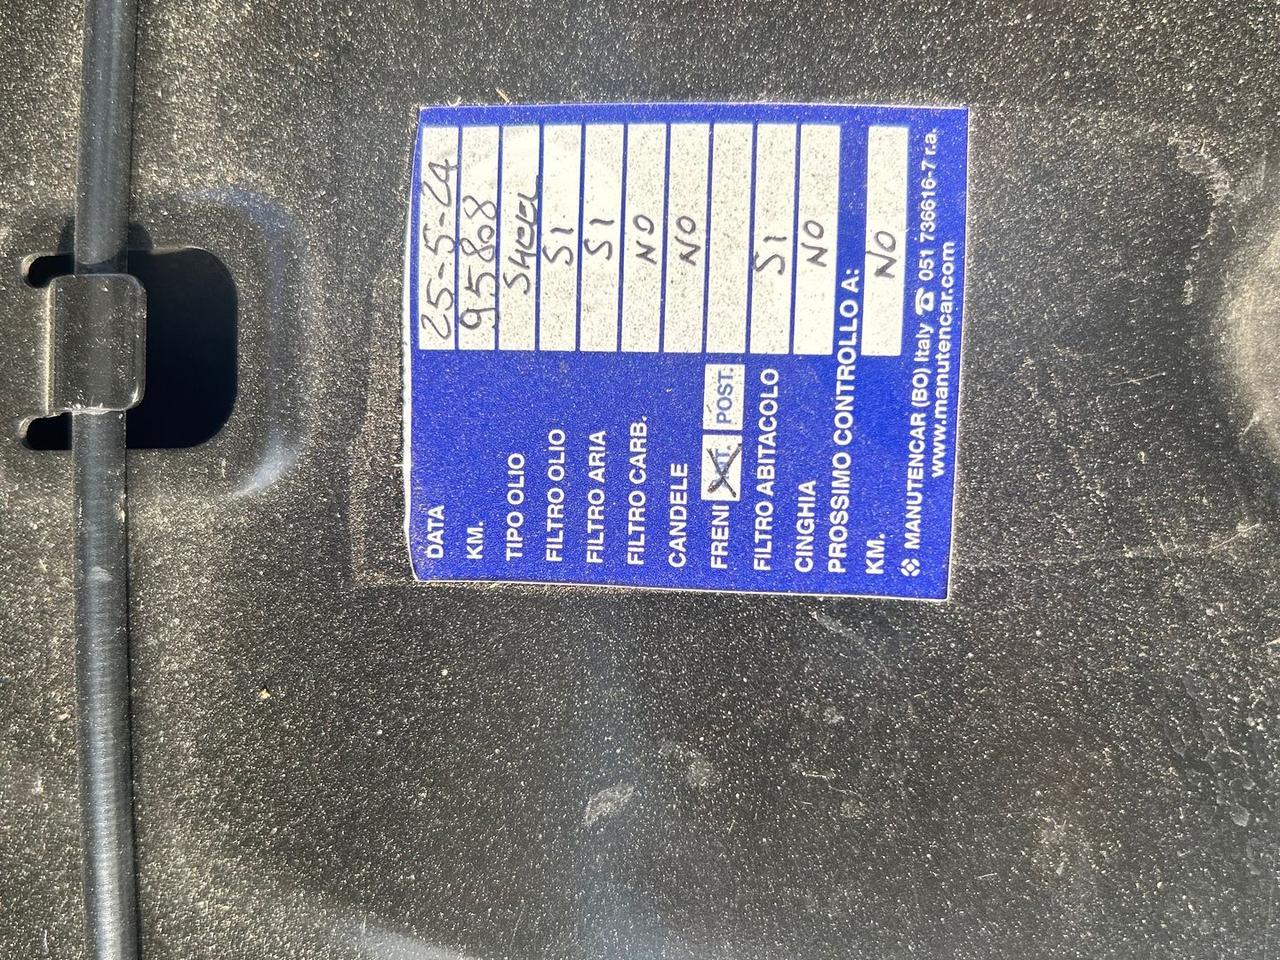 DATA 25-5-24
KM. 95808
TIPO OLIO Shell
FILTRO OLIO SI
FILTRO ARIA SI
FILTRO CARB. NO
CANDELE NO
FRENI ANT. POST.
FILTRO ABITACOLO SI
CINGHIA NO
PROSSIMO CONTROLLO A:
KM. NO
MANUTENCAR (BO) Italy ☎ 051 736616-7 r.a.
www.manutencar.com